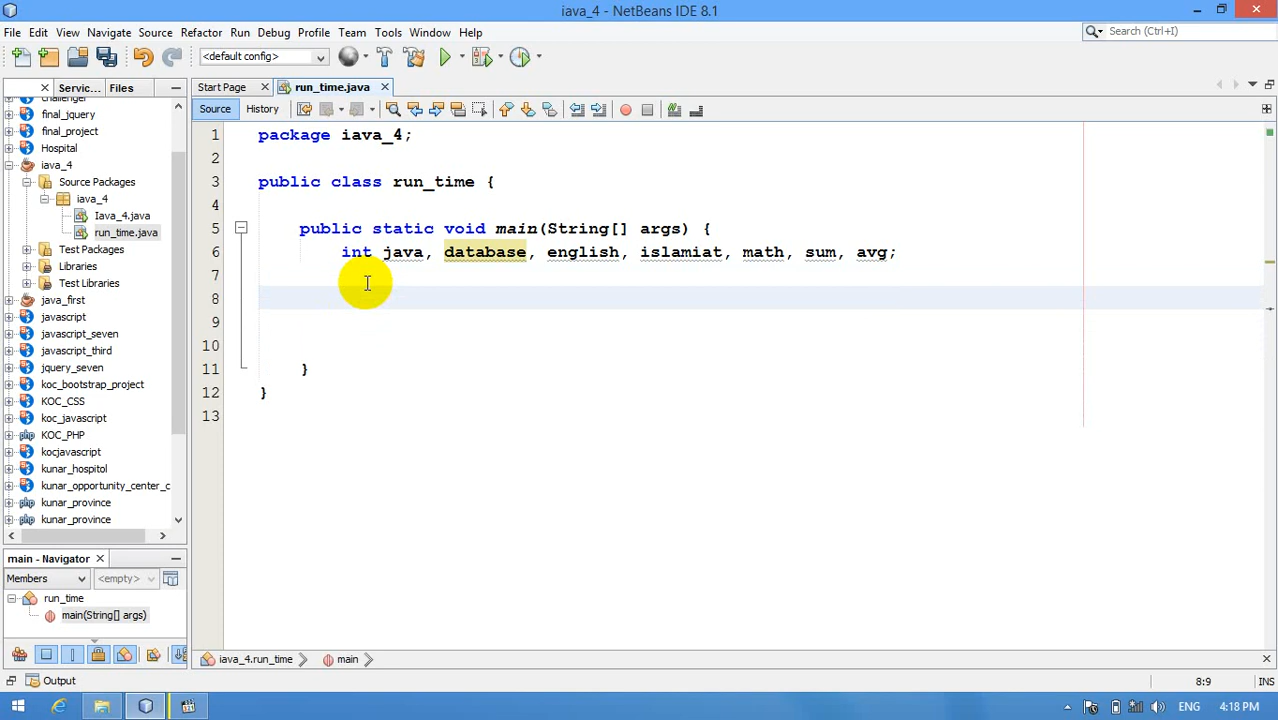 iava_4 - NetBeans IDE 8.1
File Edit View Navigate Source Refactor Run Debug Profile Team Tools Window Help
Search (Ctrl+I)
<default config>
Servic... Files
Start Page run_time.java
Source History
challenger
final_jquery
final_project
Hospital
iava_4
Source Packages
iava_4
Iava_4.java
run_time.java
Test Packages
Libraries
Test Libraries
java_first
javascript
javascript_seven
javascript_third
jquery_seven
koc_bootstrap_project
KOC_CSS
koc_javascript
KOC_PHP
kocjavascript
kunar_hospitol
kunar_opportunity_center_c
kunar_province
kunar_province
1 package iava_4;
2
3 public class run_time {
4
5 public static void main(String[] args) {
6 int java, database, english, islamiat, math, sum, avg;
7
8
9
10
11 }
12 }
13
main - Navigator
Members <empty>
run_time
main(String[] args)
iava_4.run_time main
Output
8:9 INS
ENG 4:18 PM